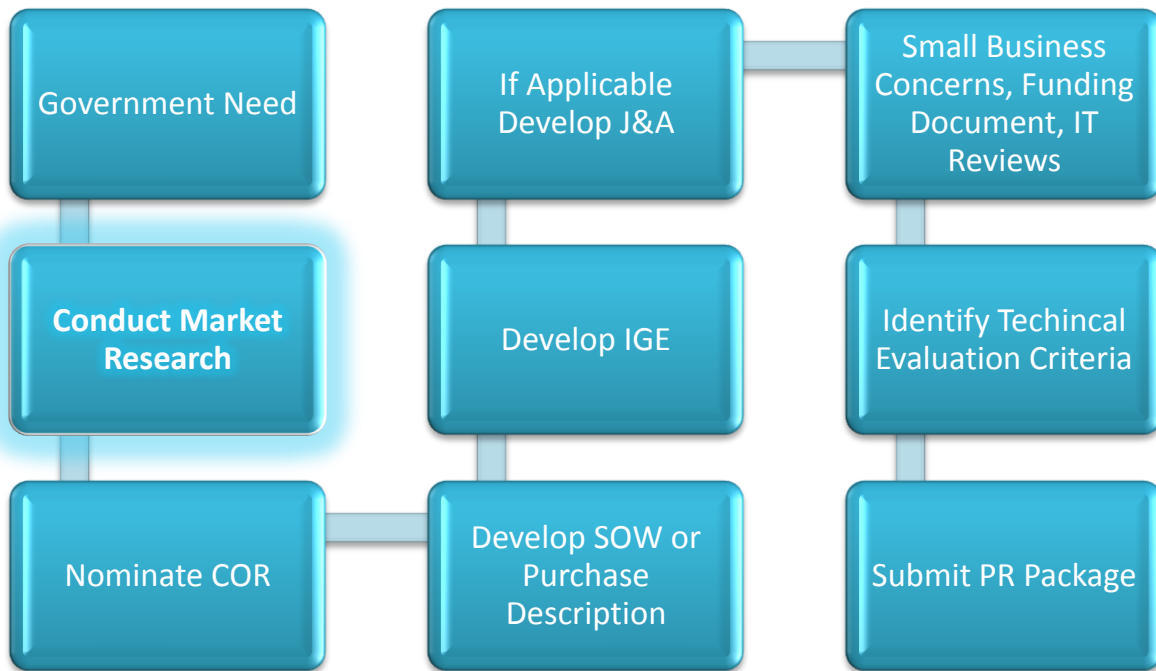 Government Need
Conduct Market
Research
Nominate COR
Develop SOW or
Purchase
Description
Develop IGE
If Applicable
Develop J&A
Small Business
Concerns, Funding
Document, IT
Reviews
Identify Techincal
Evaluation Criteria
Submit PR Package